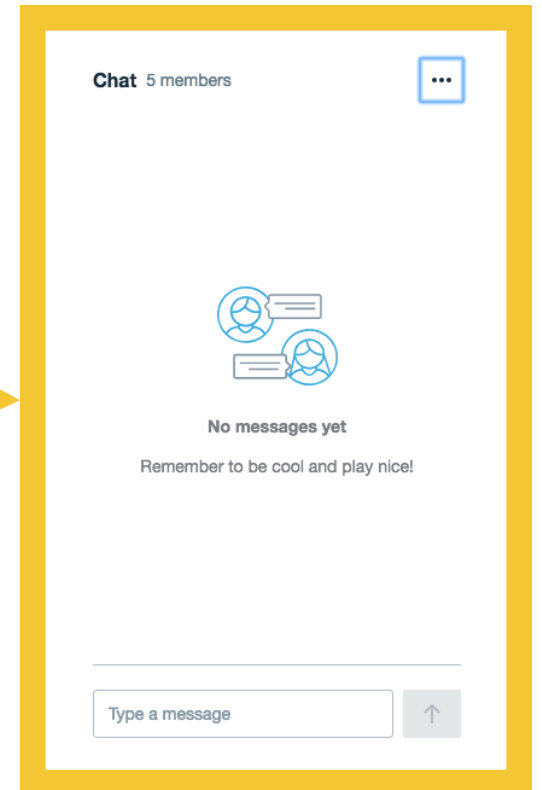 Chat 5 members
No messages yet
Remember to be cool and play nice!
Type a message